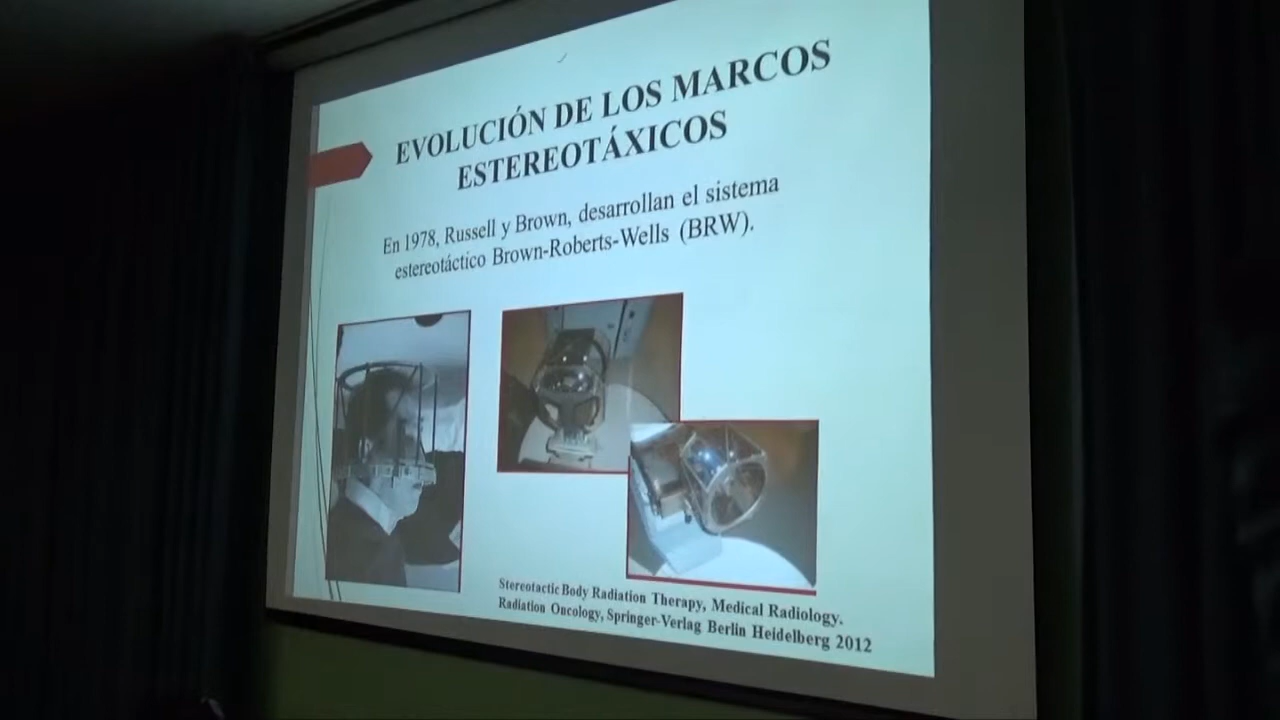 EVOLUCIÓN DE LOS MARCOS
ESTEREOTÁXICOS
En 1978, Russell y Brown, desarrollan el sistema
estereotáctico Brown-Roberts-Wells (BRW).
Stereotactic Body Radiation Therapy, Medical Radiology.
Radiation Oncology, Springer-Verlag Berlin Heidelberg 2012